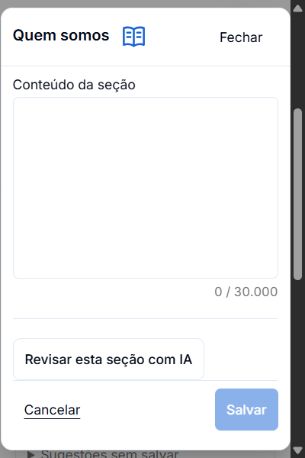 Quem somos
Fechar
Conteúdo da seção
0 / 30.000
Revisar esta seção com IA
Cancelar
Salvar
Sugestões sem salvar